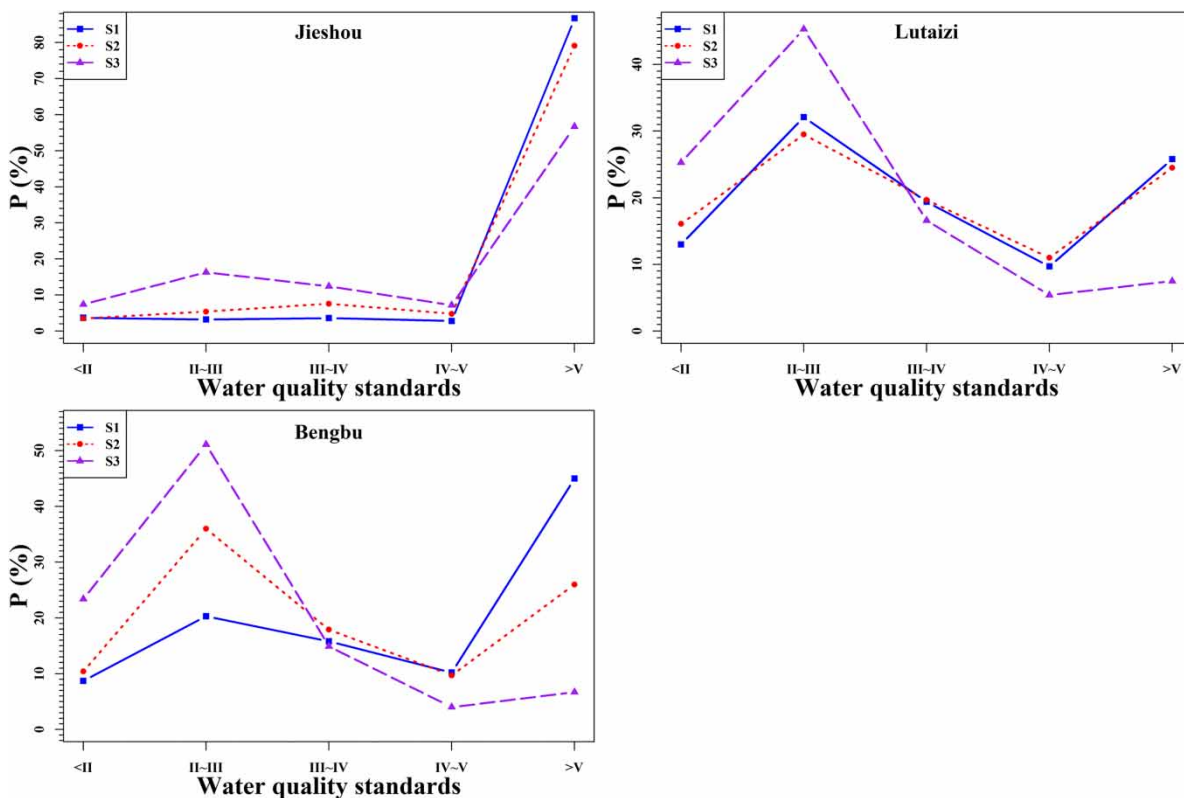 Jieshou
S1
S2
S3
P (%)
0
10
20
30
40
50
60
70
80
<II
II~III
III~IV
IV~V
>V
Water quality standards
Lutaizi
S1
S2
S3
P (%)
0
10
20
30
40
<II
II~III
III~IV
IV~V
>V
Water quality standards
Bengbu
S1
S2
S3
P (%)
0
10
20
30
40
50
<II
II~III
III~IV
IV~V
>V
Water quality standards